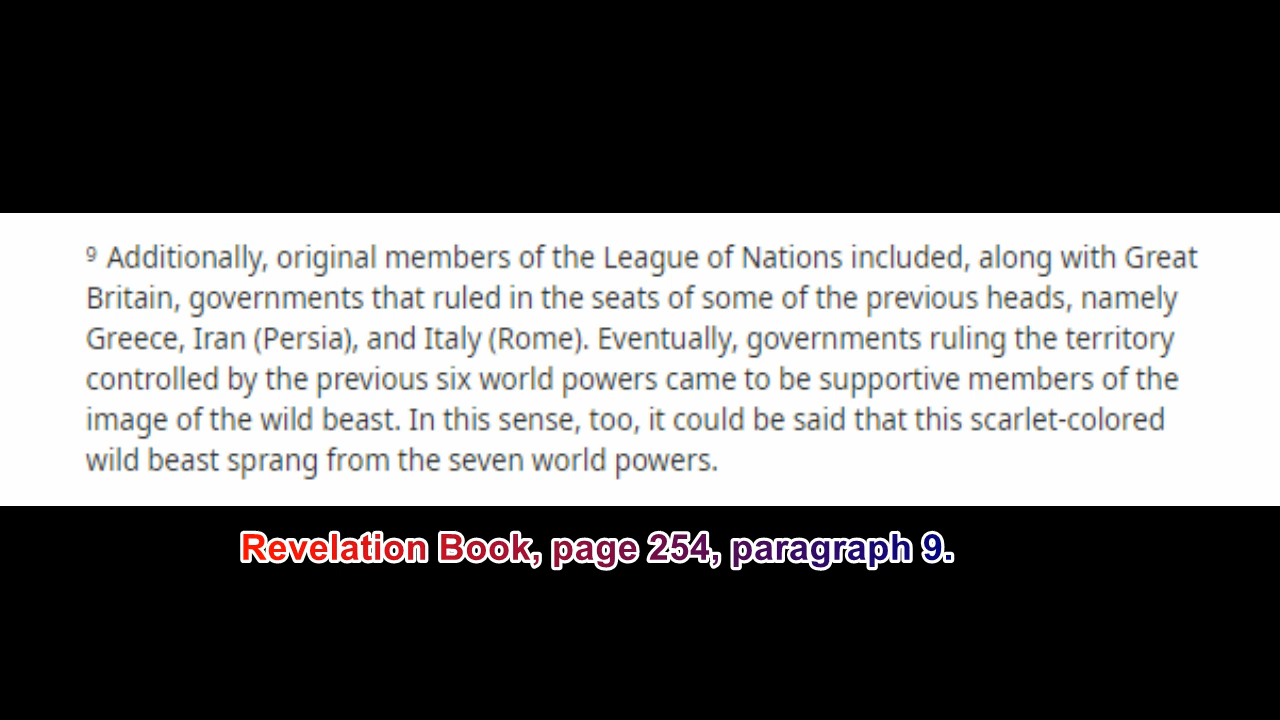 9 Additionally, original members of the League of Nations included, along with Great
Britain, governments that ruled in the seats of some of the previous heads, namely
Greece, Iran (Persia), and Italy (Rome). Eventually, governments ruling the territory
controlled by the previous six world powers came to be supportive members of the
image of the wild beast. In this sense, too, it could be said that this scarlet-colored
wild beast sprang from the seven world powers.
Revelation Book, page 254, paragraph 9.